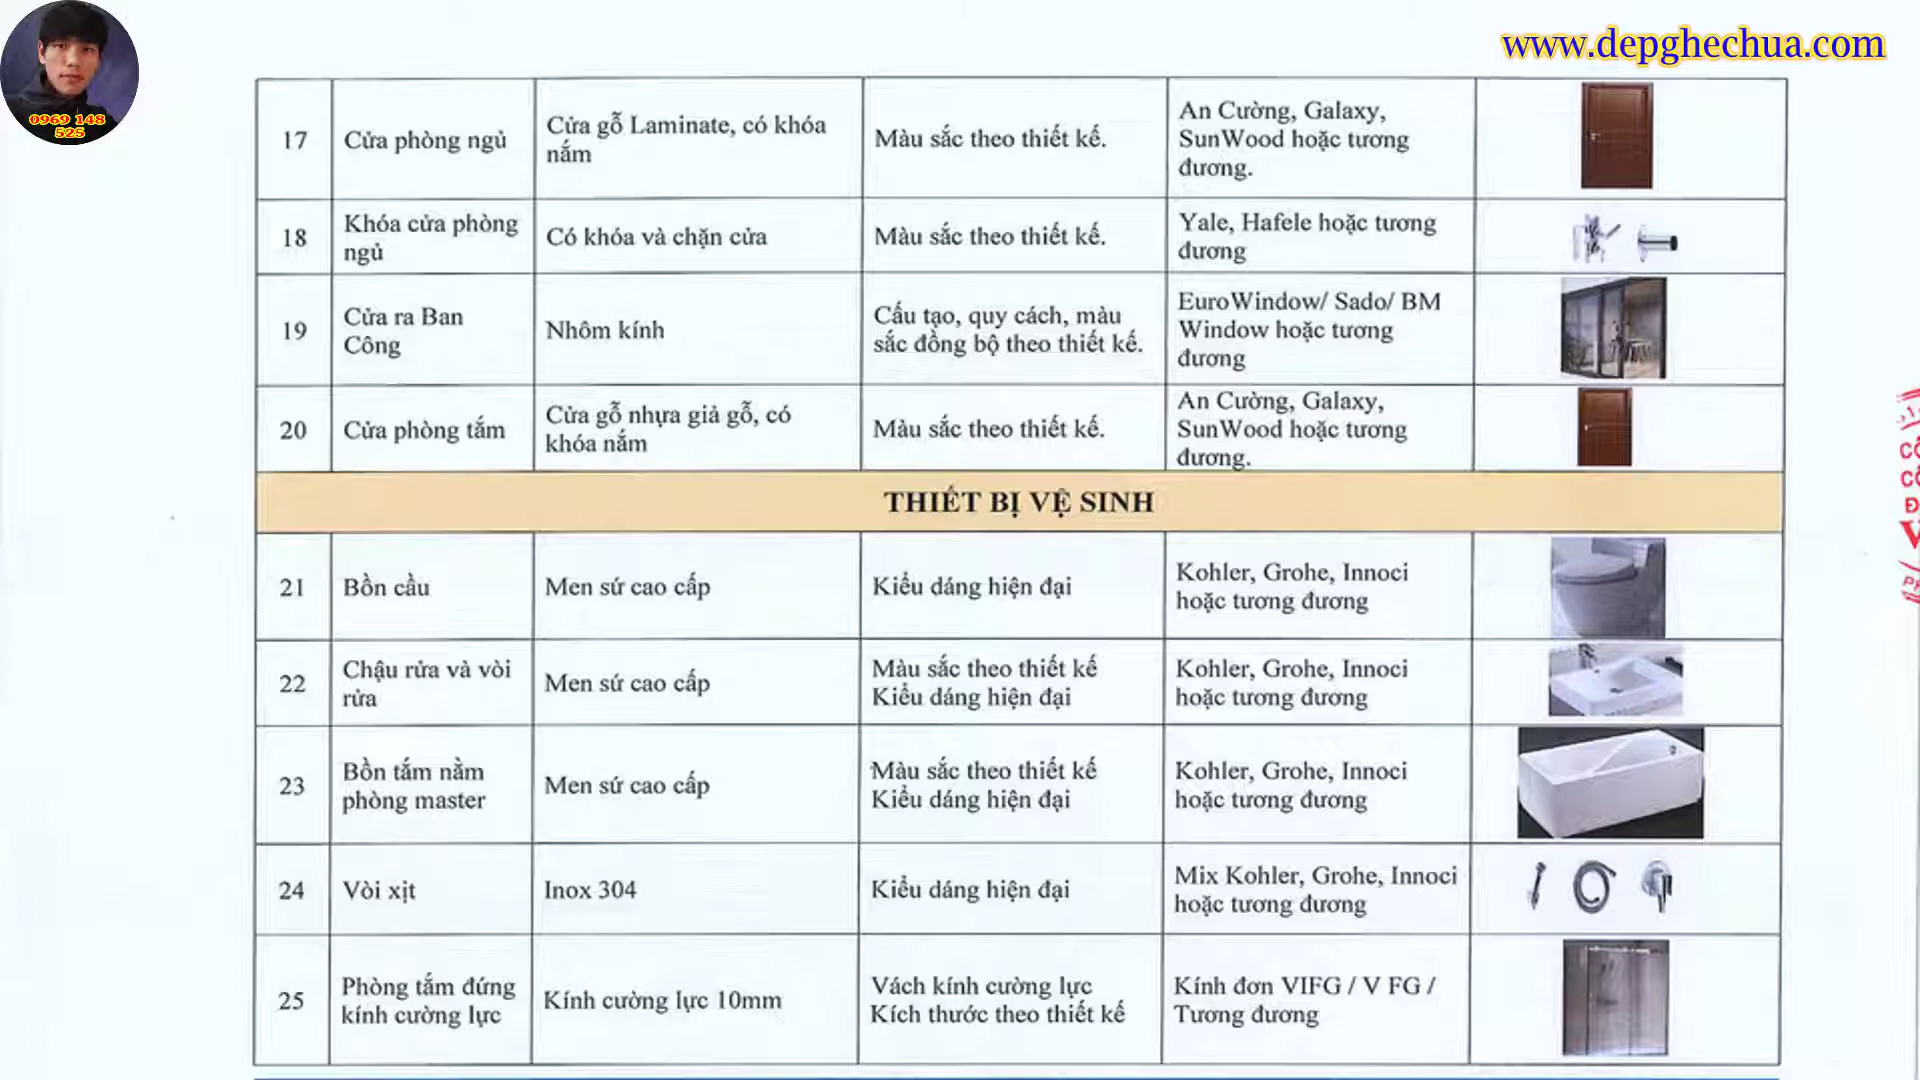 0969 148
525
www.depghechua.com
17
Cửa phòng ngủ
Cửa gỗ Laminate, có khóa
nắm
Màu sắc theo thiết kế.
An Cường, Galaxy,
SunWood hoặc tương
đương.
18
Khóa cửa phòng
ngủ
Có khóa và chặn cửa
Màu sắc theo thiết kế.
Yale, Hafele hoặc tương
đương
19
Cửa ra Ban
Công
Nhôm kính
Cấu tạo, quy cách, màu
sắc đồng bộ theo thiết kế.
EuroWindow/ Sado/ BM
Window hoặc tương
đương
20
Cửa phòng tắm
Cửa gỗ nhựa giả gỗ, có
khóa nắm
Màu sắc theo thiết kế.
An Cường, Galaxy,
SunWood hoặc tương
đương.
THIẾT BỊ VỆ SINH
21
Bồn cầu
Men sứ cao cấp
Kiểu dáng hiện đại
Kohler, Grohe, Innoci
hoặc tương đương
22
Chậu rửa và vòi
rửa
Men sứ cao cấp
Màu sắc theo thiết kế
Kiểu dáng hiện đại
Kohler, Grohe, Innoci
hoặc tương đương
23
Bồn tắm nằm
phòng master
Men sứ cao cấp
Màu sắc theo thiết kế
Kiểu dáng hiện đại
Kohler, Grohe, Innoci
hoặc tương đương
24
Vòi xịt
Inox 304
Kiểu dáng hiện đại
Mix Kohler, Grohe, Innoci
hoặc tương đương
25
Phòng tắm đứng
kính cường lực
Kính cường lực 10mm
Vách kính cường lực
Kích thước theo thiết kế
Kính đơn VIFG / V FG /
Tương đương